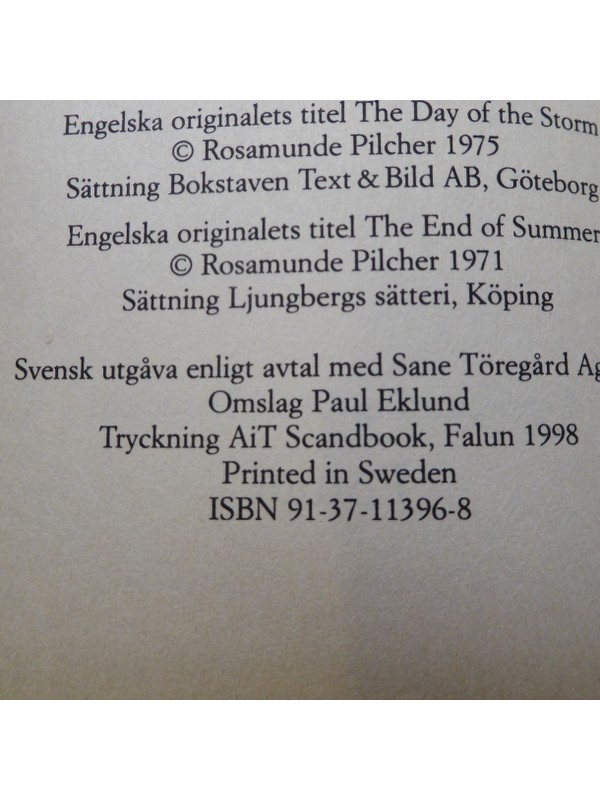 Engelska originalets titel The Day of the Storm
© Rosamunde Pilcher 1975
Sättning Bokstaven Text & Bild AB, Göteborg
Engelska originalets titel The End of Summer
© Rosamunde Pilcher 1971
Sättning Ljungbergs sätteri, Köping
Svensk utgåva enligt avtal med Sane Töregård
Omslag Paul Eklund
Tryckning AiT Scandbook, Falun 1998
Printed in Sweden
ISBN 91-37-11396-8